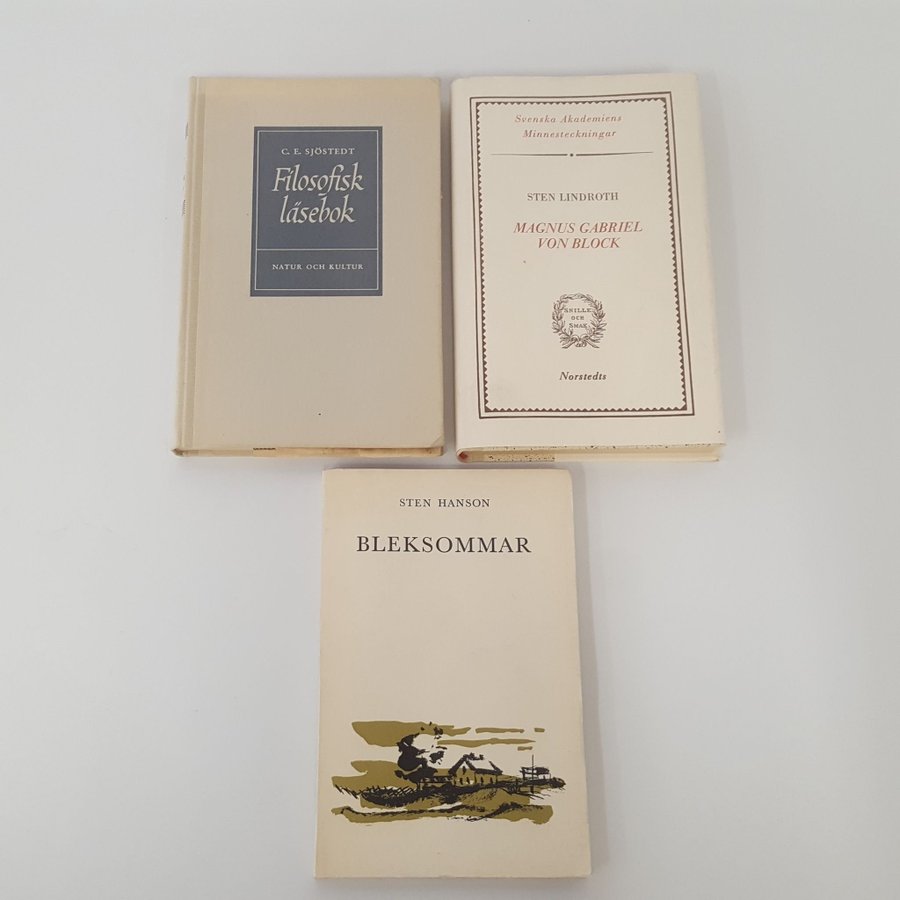 C. E. SJÖSTEDT
Filosofisk
läsebok
NATUR OCH KULTUR
Svenska Akademiens
Minnesteckningar
STEN LINDROTH
MAGNUS GABRIEL
VON BLOCK
SNILLE
OCH
SMAK
Norstedts
STEN HANSON
BLEKSOMMAR